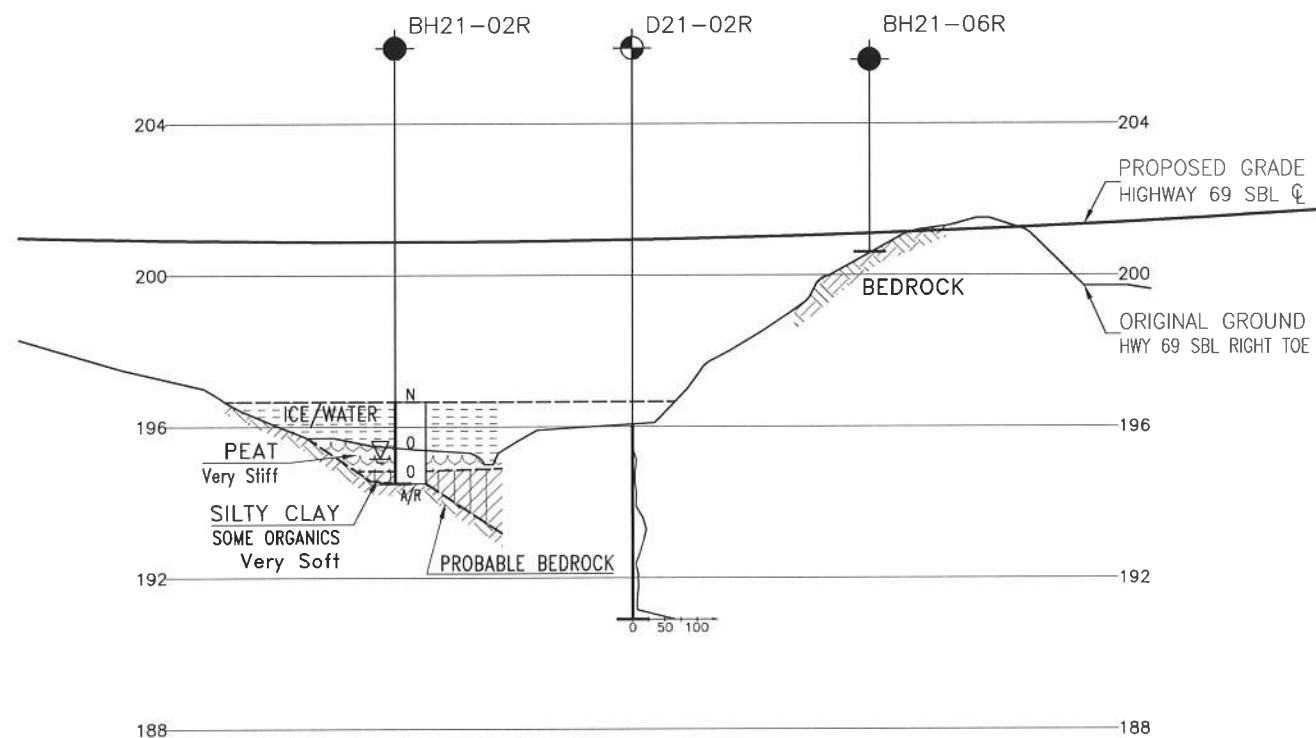 BH21-02R
D21-02R
BH21-06R
204
204
PROPOSED GRADE
HIGHWAY 69 SBL ℄
200
200
BEDROCK
ORIGINAL GROUND
HWY 69 SBL RIGHT TOE
N
ICE/WATER
196
196
O
PEAT
Very Stiff
O
A/R
SILTY CLAY
SOME ORGANICS
Very Soft
PROBABLE BEDROCK
192
192
0 50 100
188
188